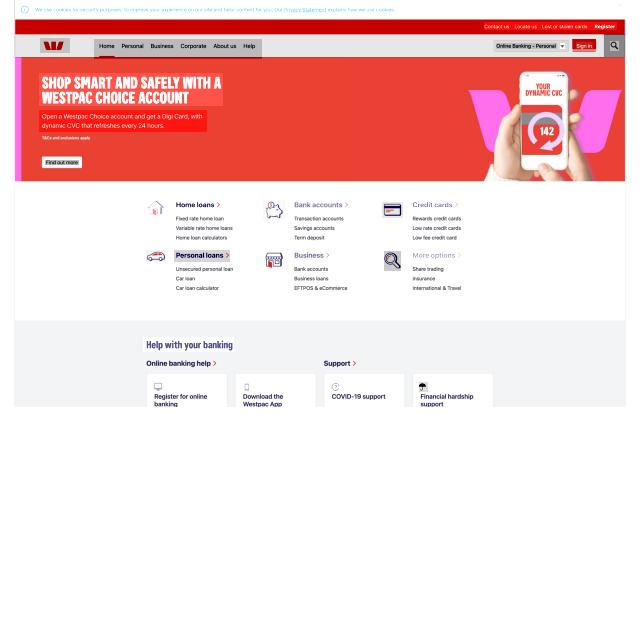 We use cookies for security purposes, to improve your experience on our site and tailor content for you. Our Privacy Statement explains how we use cookies.
Contact us Locate us Lost or stolen cards Register
Home Personal Business Corporate About us Help
Online Banking - Personal
Sign in
SHOP SMART AND SAFELY WITH A
WESTPAC CHOICE ACCOUNT
Open a Westpac Choice account and get a Digi Card, with
dynamic CVC that refreshes every 24 hours.
T&Cs and exclusions apply
Find out more
YOUR
DYNAMIC CVC
142
Home loans >
Fixed rate home loan
Variable rate home loans
Home loan calculators
Bank accounts >
Transaction accounts
Savings accounts
Term deposit
Credit cards >
Rewards credit cards
Low rate credit cards
Low fee credit card
Personal loans >
Unsecured personal loan
Car loan
Car loan calculator
Business >
Bank accounts
Business loans
EFTPOS & eCommerce
More options >
Share trading
Insurance
International & Travel
Help with your banking
Online banking help >
Support >
Register for online
banking
Download the
Westpac App
COVID-19 support
Financial hardship
support